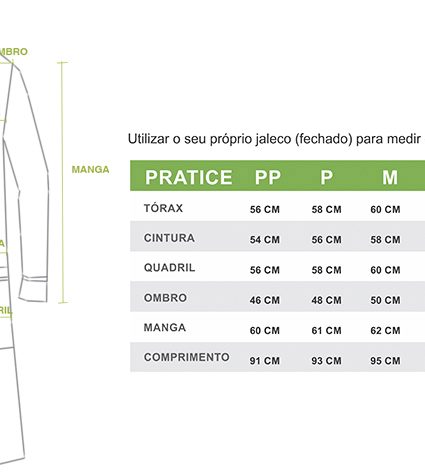 MBRO
MANGA
A
RIL
Utilizar o seu próprio jaleco (fechado) para medir
PRATICE PP P M
TÓRAX 56 CM 58 CM 60 CM
CINTURA 54 CM 56 CM 58 CM
QUADRIL 56 CM 58 CM 60 CM
OMBRO 46 CM 48 CM 50 CM
MANGA 60 CM 61 CM 62 CM
COMPRIMENTO 91 CM 93 CM 95 CM